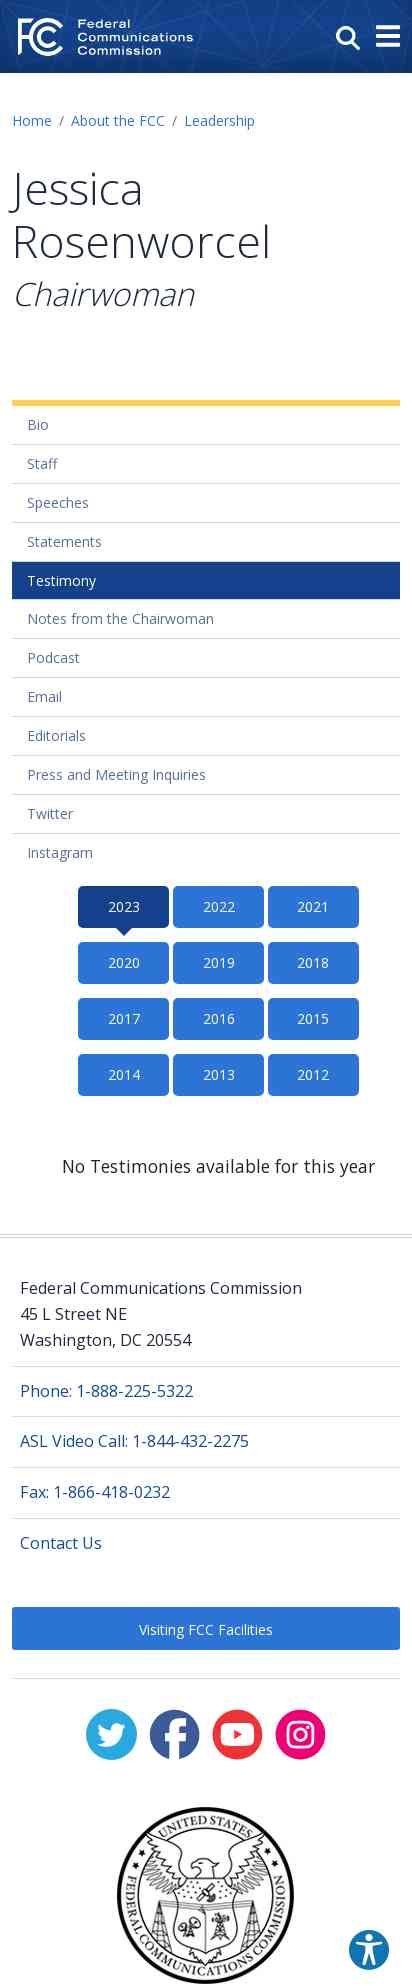 Federal
Communications
Commission
Home / About the FCC / Leadership
Jessica
Rosenworcel
Chairwoman
Bio
Staff
Speeches
Statements
Testimony
Notes from the Chairwoman
Podcast
Email
Editorials
Press and Meeting Inquiries
Twitter
Instagram
2023 2022 2021
2020 2019 2018
2017 2016 2015
2014 2013 2012
No Testimonies available for this year
Federal Communications Commission
45 L Street NE
Washington, DC 20554
Phone: 1-888-225-5322
ASL Video Call: 1-844-432-2275
Fax: 1-866-418-0232
Contact Us
Visiting FCC Facilities
UNITED STATES
FEDERAL COMMUNICATIONS COMMISSION